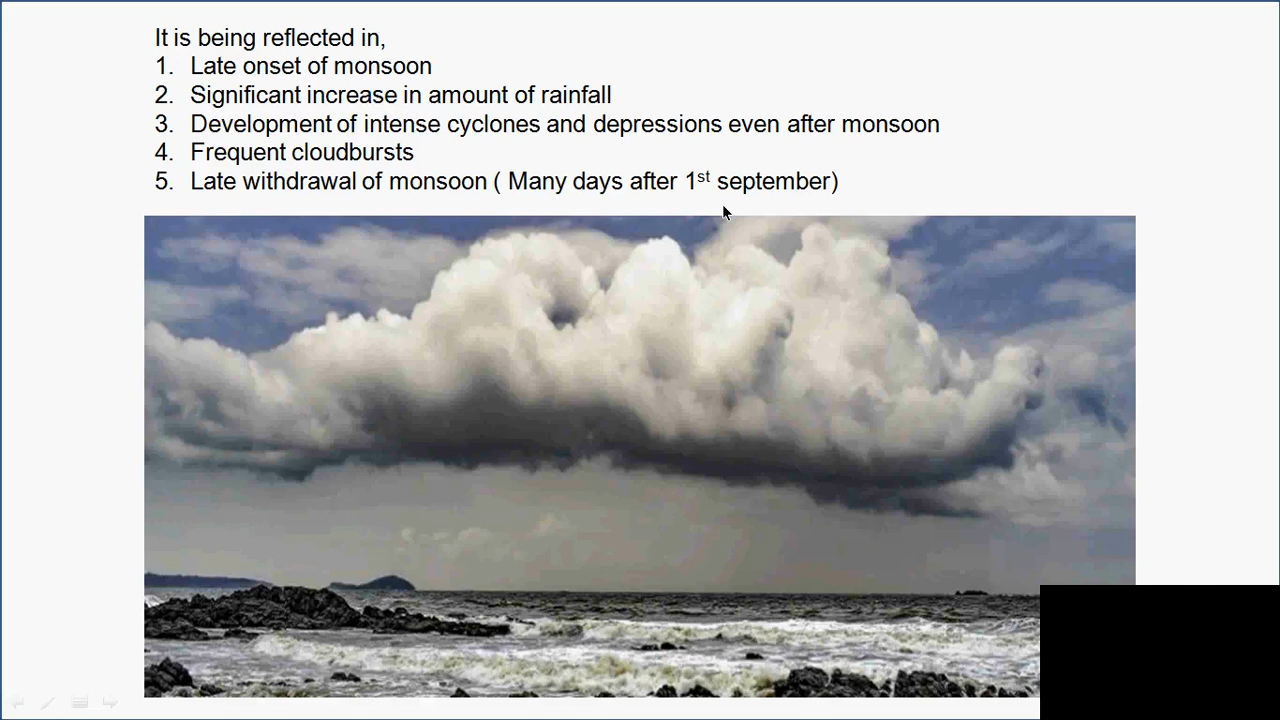 It is being reflected in,
1. Late onset of monsoon
2. Significant increase in amount of rainfall
3. Development of intense cyclones and depressions even after monsoon
4. Frequent cloudbursts
5. Late withdrawal of monsoon ( Many days after 1st september)